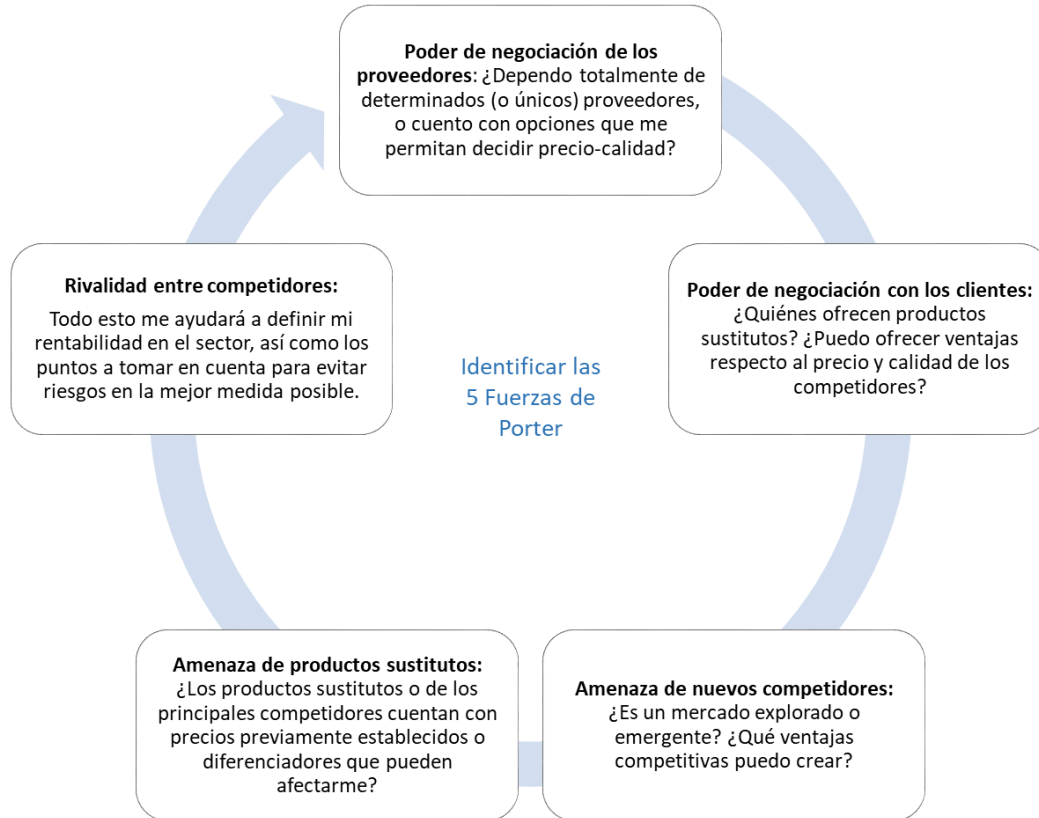 Poder de negociación de los
proveedores: ¿Dependo totalmente de
determinados (o únicos) proveedores,
o cuento con opciones que me
permitan decidir precio-calidad?
Poder de negociación con los clientes:
¿Quiénes ofrecen productos
sustitutos? ¿Puedo ofrecer ventajas
respecto al precio y calidad de los
competidores?
Amenaza de nuevos competidores:
¿Es un mercado explorado o
emergente? ¿Qué ventajas
competitivas puedo crear?
Amenaza de productos sustitutos:
¿Los productos sustitutos o de los
principales competidores cuentan con
precios previamente establecidos o
diferenciadores que pueden
afectarme?
Rivalidad entre competidores:
Todo esto me ayudará a definir mi
rentabilidad en el sector, así como los
puntos a tomar en cuenta para evitar
riesgos en la mejor medida posible.
Identificar las
5 Fuerzas de
Porter